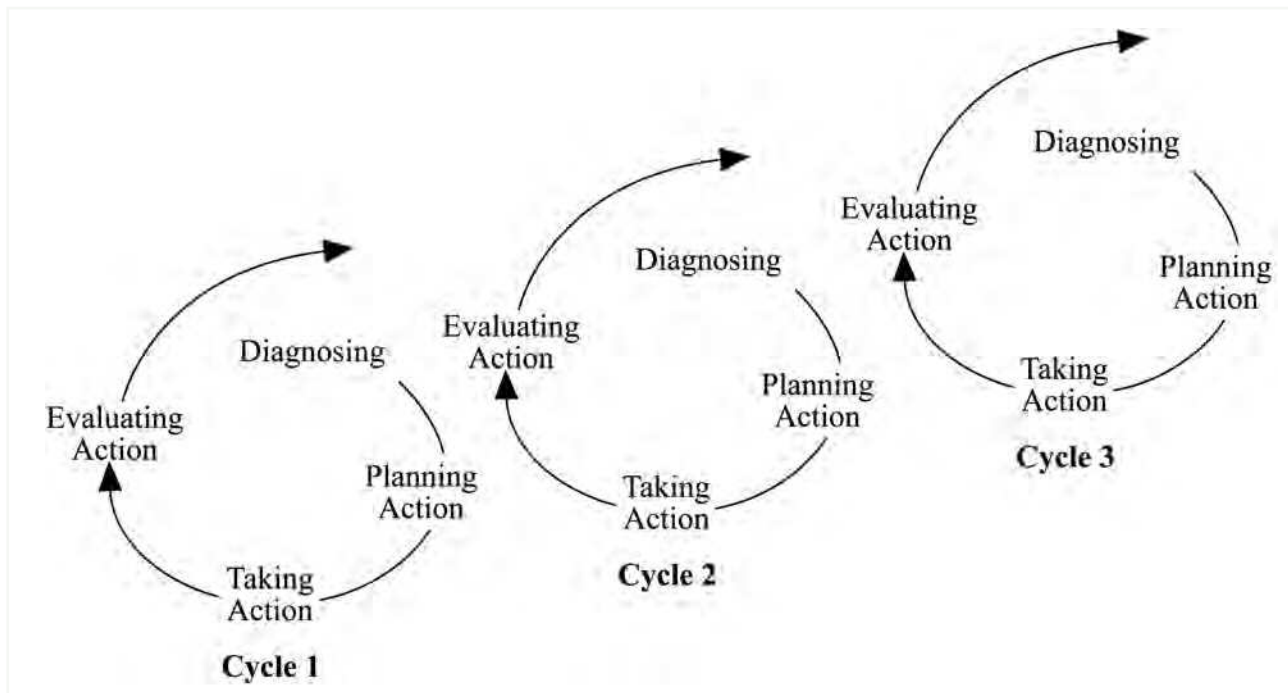 Diagnosing
Planning
Action
Taking
Action
Evaluating
Action
Cycle 1
Diagnosing
Planning
Action
Taking
Action
Evaluating
Action
Cycle 2
Diagnosing
Planning
Action
Taking
Action
Evaluating
Action
Cycle 3